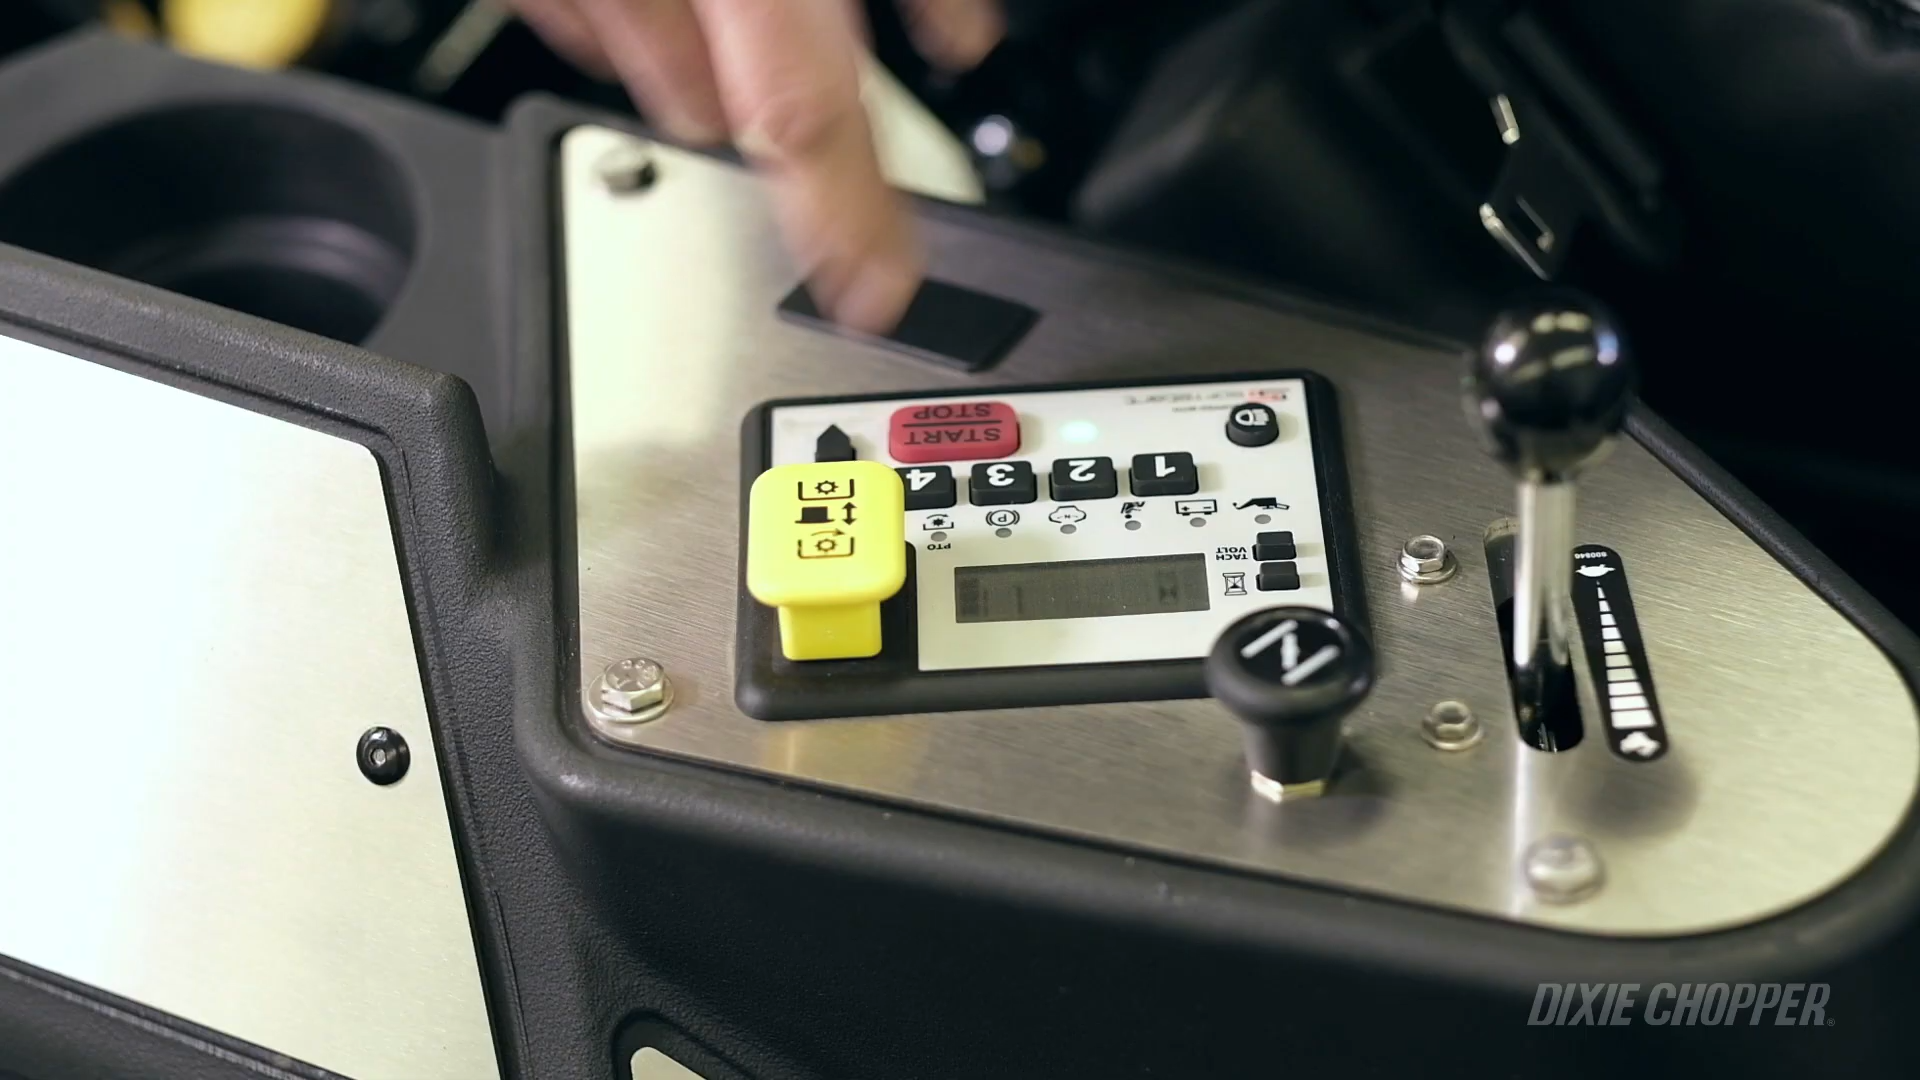 START
STOP
1
2
3
4
PTO
TACH
VOLT
DIXIE CHOPPER